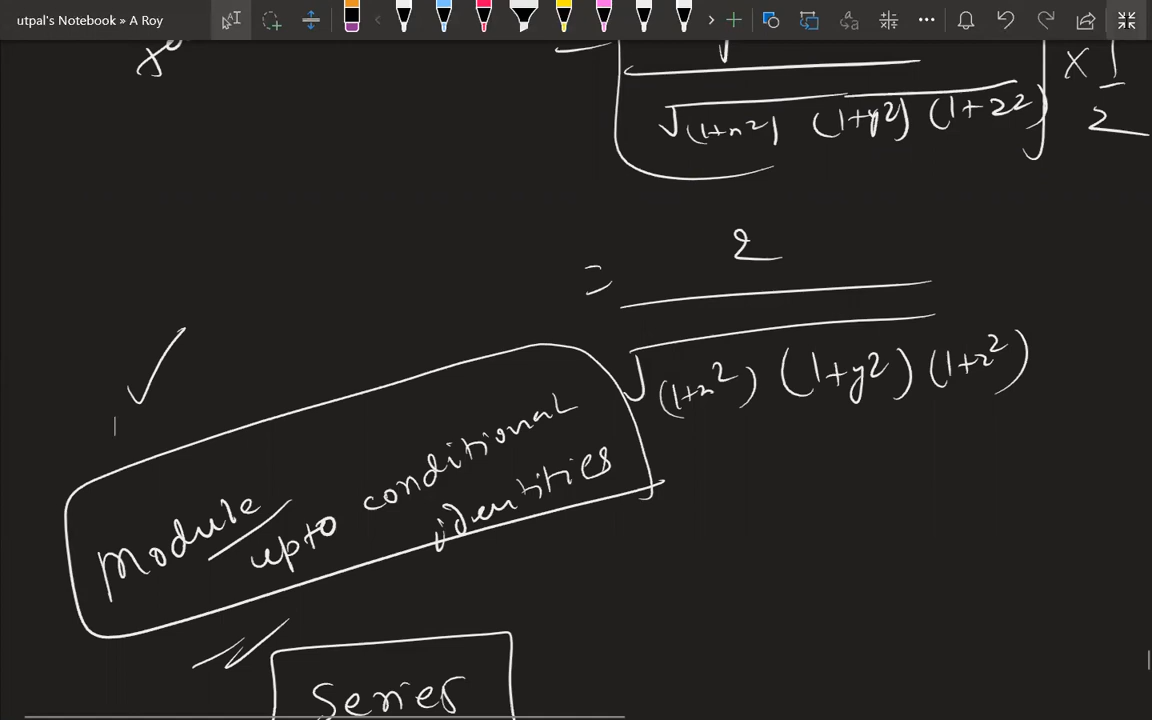 utpal's Notebook » A Roy
× 1/2
√(1+x²) (1+y2) (1+z2)
= 2
√(1+x²) (1+y2) (1+z²)
Module
upto conditional
identities
Series